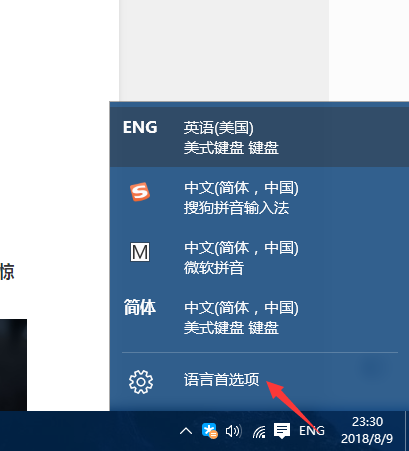 ENG 英语(美国)
美式键盘 键盘
中文(简体，中国)
搜狗拼音输入法
M 中文(简体，中国)
微软拼音
惊
简体 中文(简体，中国)
美式键盘 键盘
语言首选项
ENG
23:30
2018/8/9